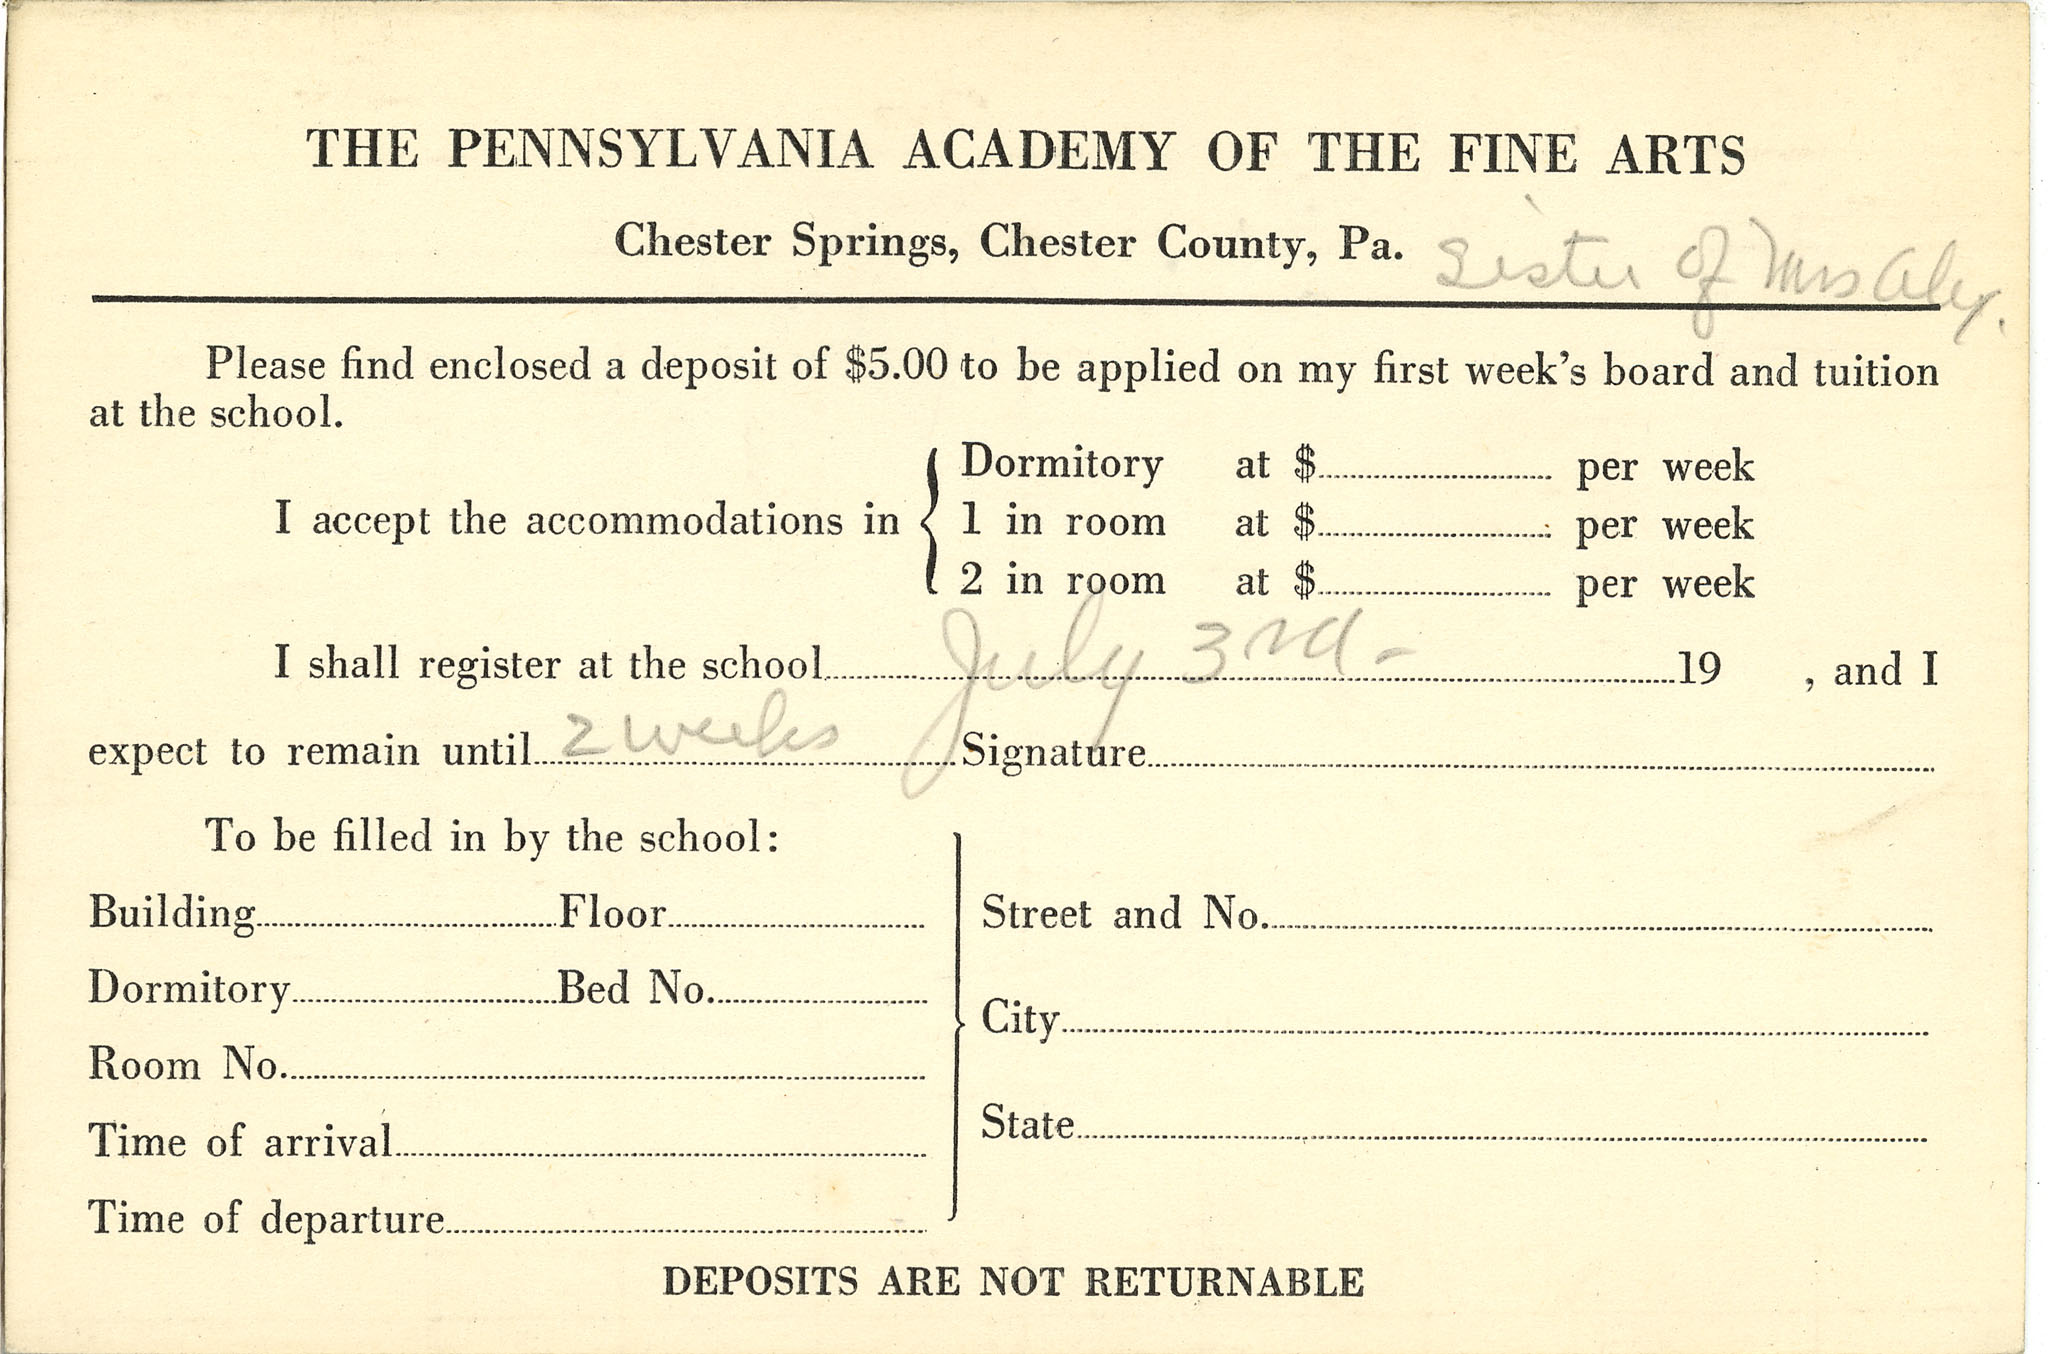 THE PENNSYLVANIA ACADEMY OF THE FINE ARTS
Chester Springs, Chester County, Pa. Sister of Mrs Aley.
Please find enclosed a deposit of $5.00 to be applied on my first week's board and tuition
at the school.
Dormitory at $ per week
I accept the accommodations in 1 in room at $ per week
2 in room at $ per week
I shall register at the school July 3rd - 19 , and I
expect to remain until 2 weeks Signature
To be filled in by the school:
Building Floor
Dormitory Bed No.
Room No.
Time of arrival
Time of departure
Street and No.
City
State
DEPOSITS ARE NOT RETURNABLE